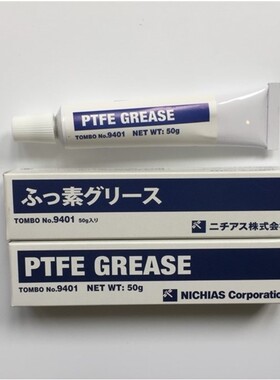 PTFE GREASE
TOMBO No.9401 NET WT: 50g
ふっ素グリース
TOMBO No.9401 50g入り
ニチアス株式会
PTFE GREASE
TOMBO No.9401 NET WT: 50g
NICHIAS Corporatio